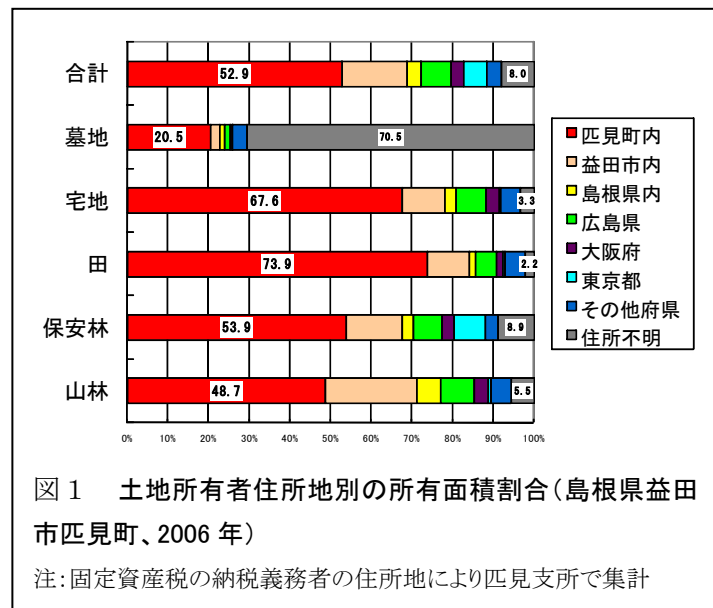 合計
52.9
8.0
墓地
20.5
70.5
宅地
67.6
3.3
田
73.9
2.2
保安林
53.9
8.9
山林
48.7
5.5
0% 10% 20% 30% 40% 50% 60% 70% 80% 90% 100%
匹見町内
益田市内
島根県内
広島県
大阪府
東京都
その他府県
住所不明
図1 土地所有者住所地別の所有面積割合(島根県益田
市匹見町、2006年)
注:固定資産税の納税義務者の住所地により匹見支所で集計